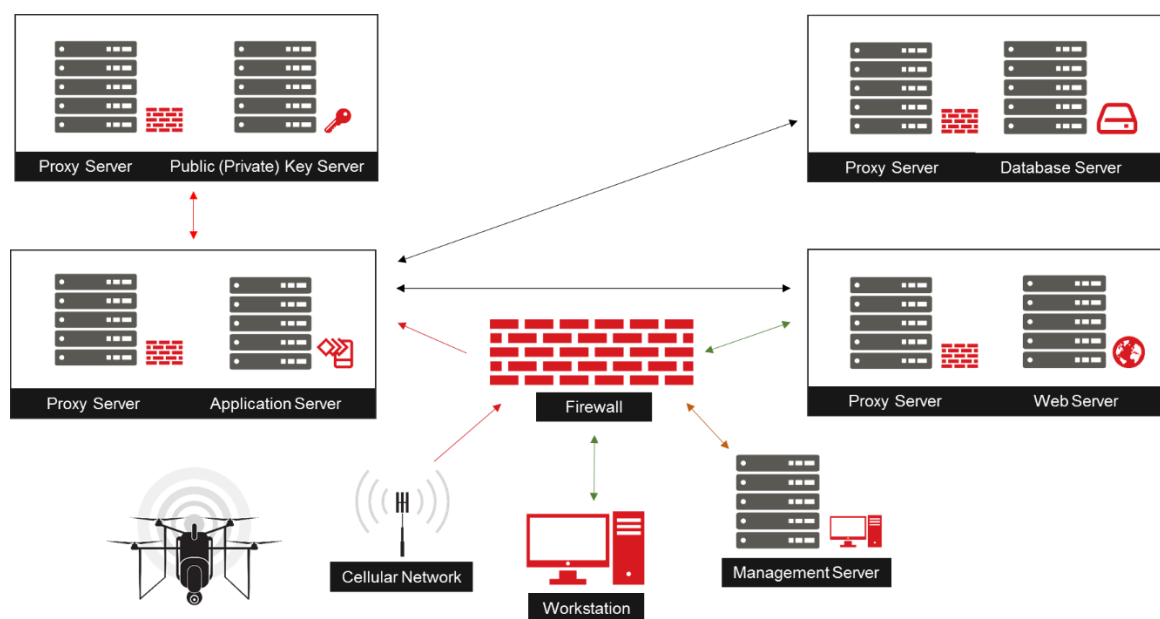 Proxy Server
Public (Private) Key Server
Proxy Server
Database Server
Proxy Server
Application Server
Firewall
Proxy Server
Web Server
Cellular Network
Workstation
Management Server